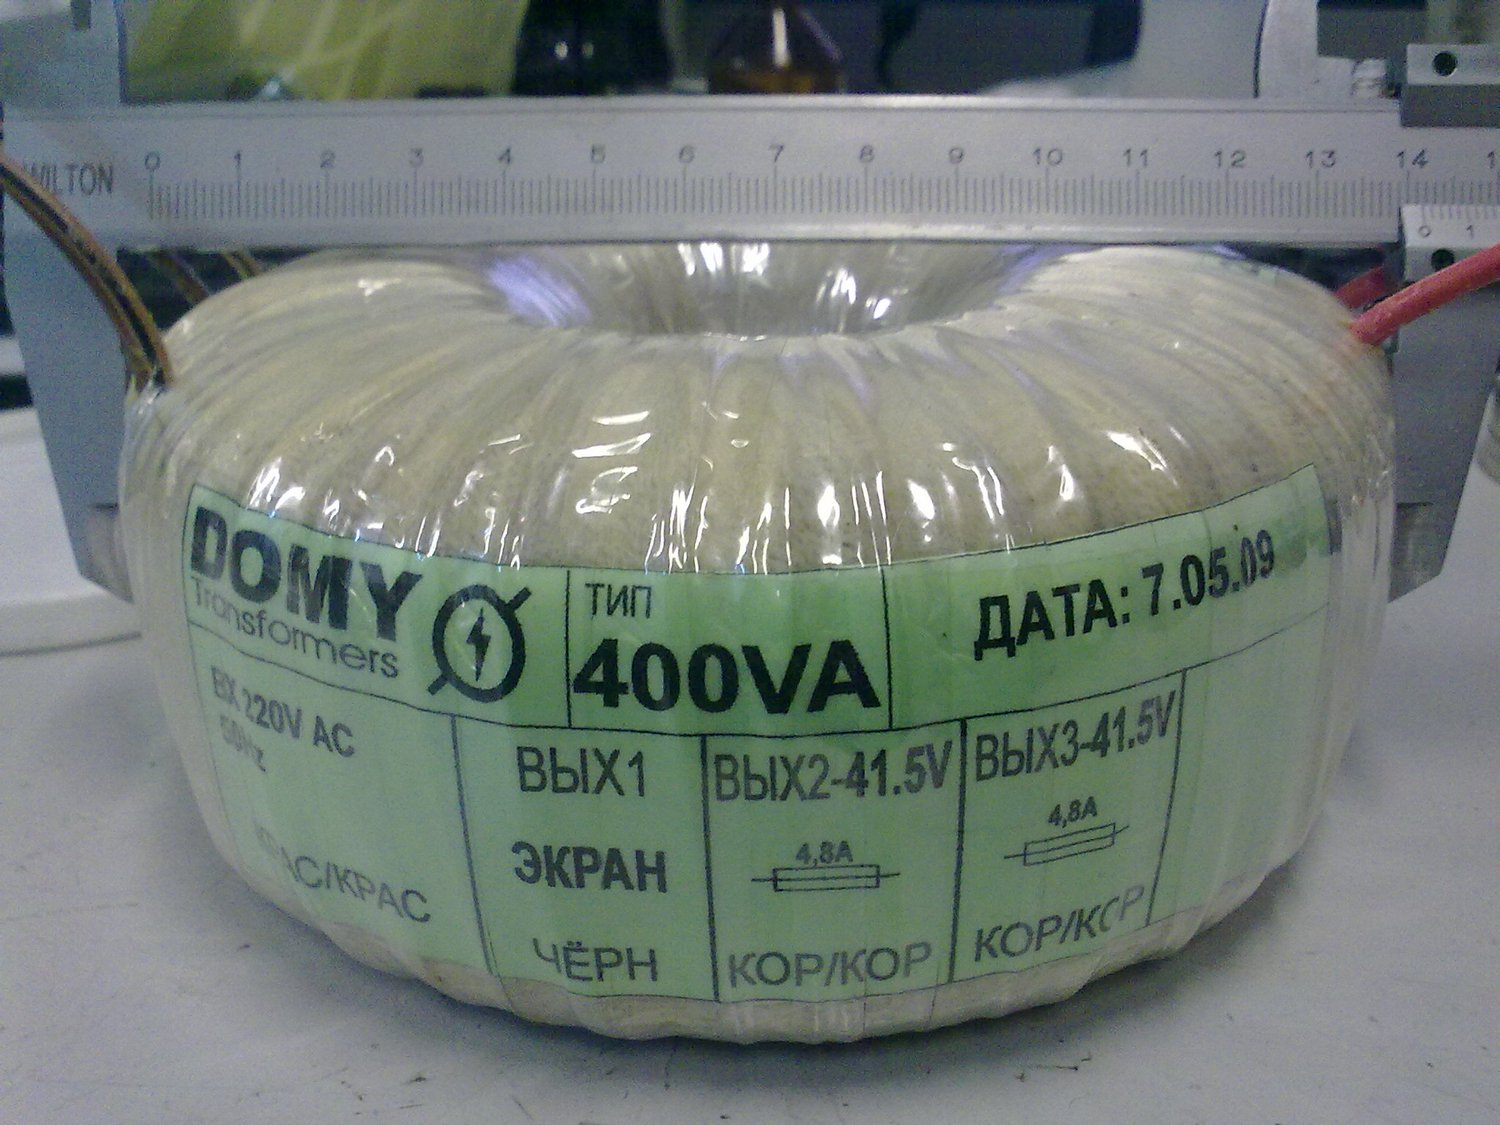 WILTON
0 1 2 3 4 5 6 7 8 9 10 11 12 13 14
0 1
DOMY
Transformers
ТИП
400VA
ДАТА: 7.05.09
ВХ 220V AC
50Hz
КРАС/КРАС
ВЫХ1
ЭКРАН
ЧЁРН
ВЫХ2-41.5V
4,8A
КОР/КОР
ВЫХ3-41.5V
4,8A
КОР/КОР